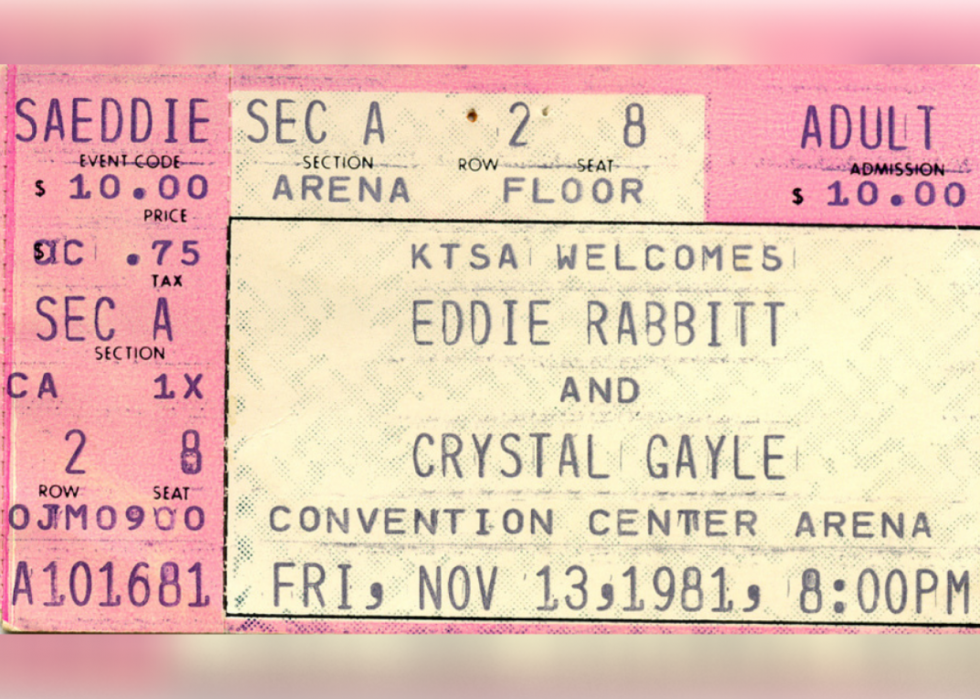 SAEDDIE
EVENT CODE
$ 10.00
PRICE
.75
TAX
SEC A
SECTION
CA 1X
2 8
ROW SEAT
A101681
SEC A 2 8
SECTION ROW SEAT
ARENA FLOOR
ADULT
ADMISSION
$ 10.00
KTSA WELCOMES
EDDIE RABBITT
AND
CRYSTAL GAYLE
CONVENTION CENTER ARENA
FRI, NOV 13,1981, 8:00PM